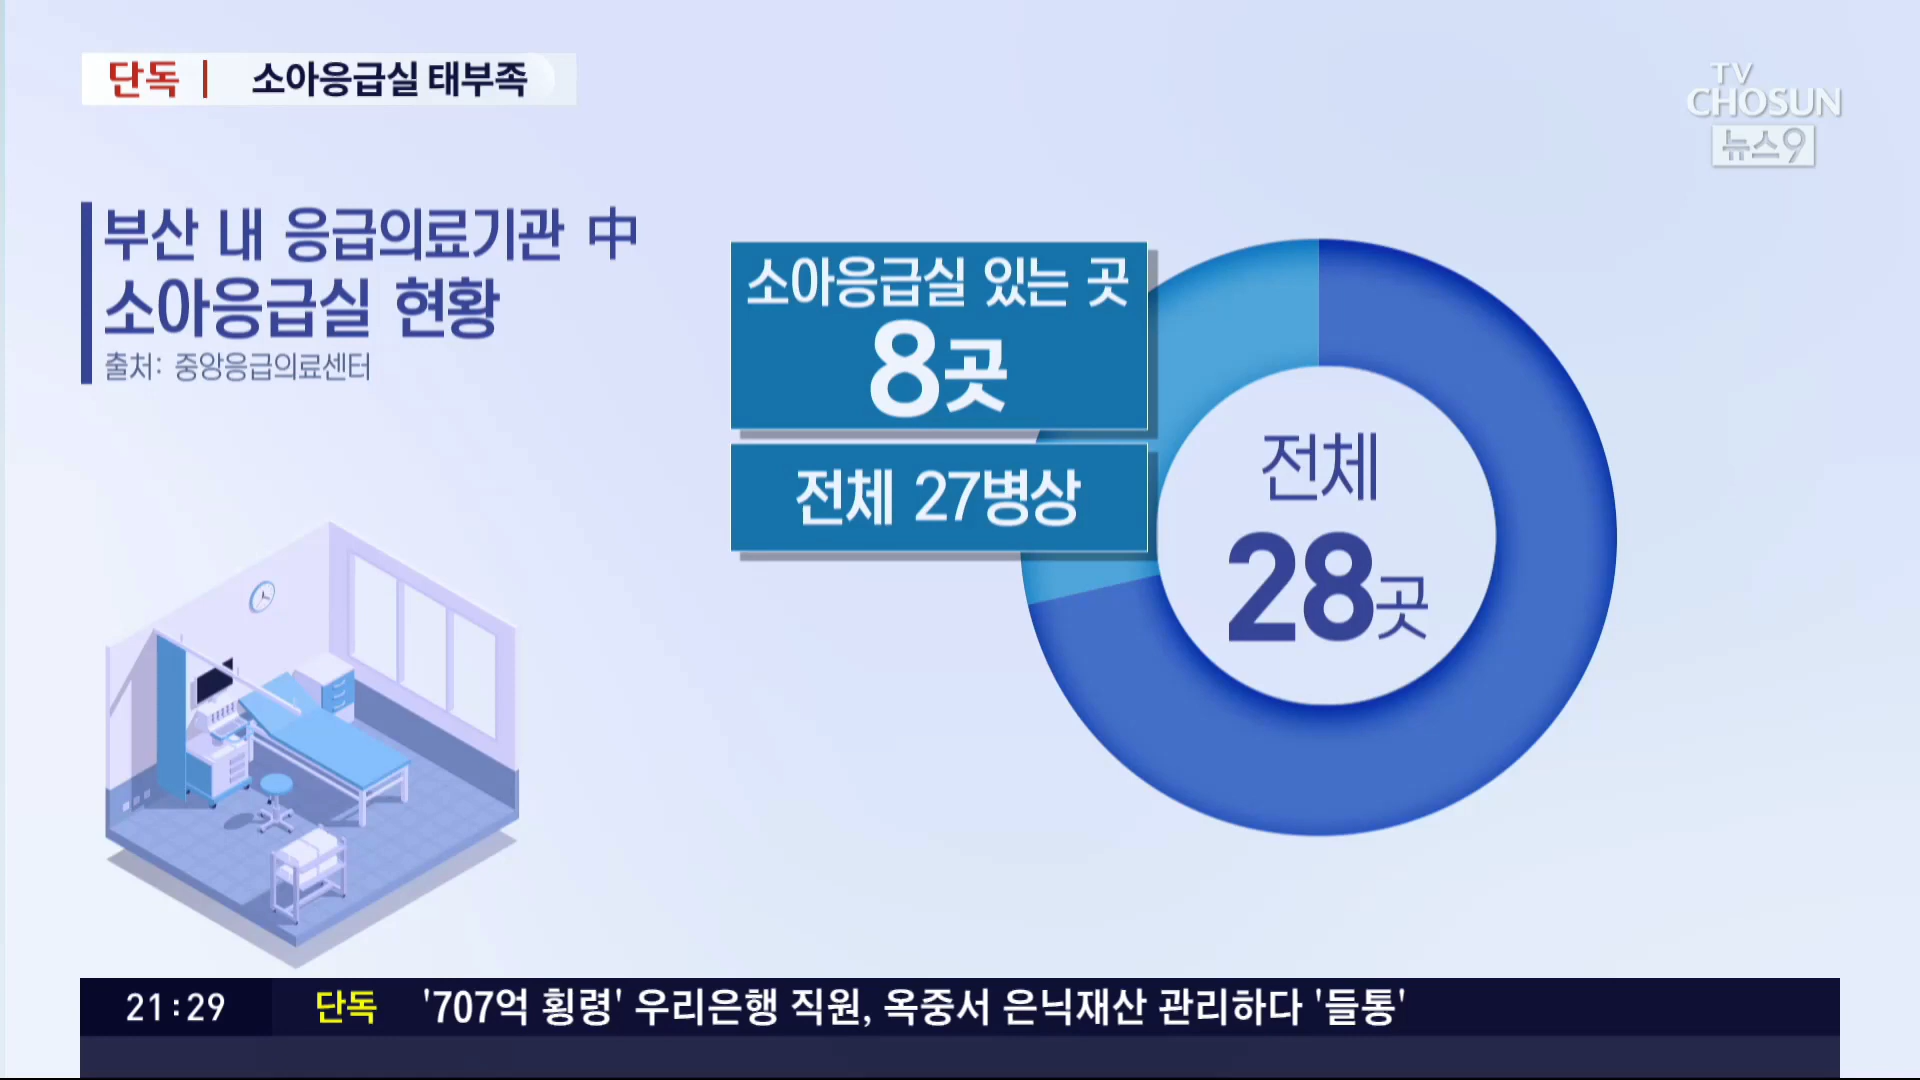 단독 | 소아응급실 태부족
TV
CHOSUN
뉴스9
부산 내 응급의료기관 中
소아응급실 현황
출처: 중앙응급의료센터
소아응급실 있는 곳
8곳
전체 27병상
전체
28곳
21:29 단독 '707억 횡령' 우리은행 직원, 옥중서 은닉재산 관리하다 '들통'